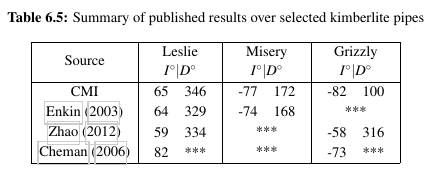 Table 6.5: Summary of published results over selected kimberlite pipes
Source Leslie Misery Grizzly
I°|D° I°|D° I°|D°
CMI 65 346 -77 172 -82 100
Enkin (2003) 64 329 -74 168 ***
Zhao (2012) 59 334 *** -58 316
Cheman (2006) 82 *** *** -73 ***